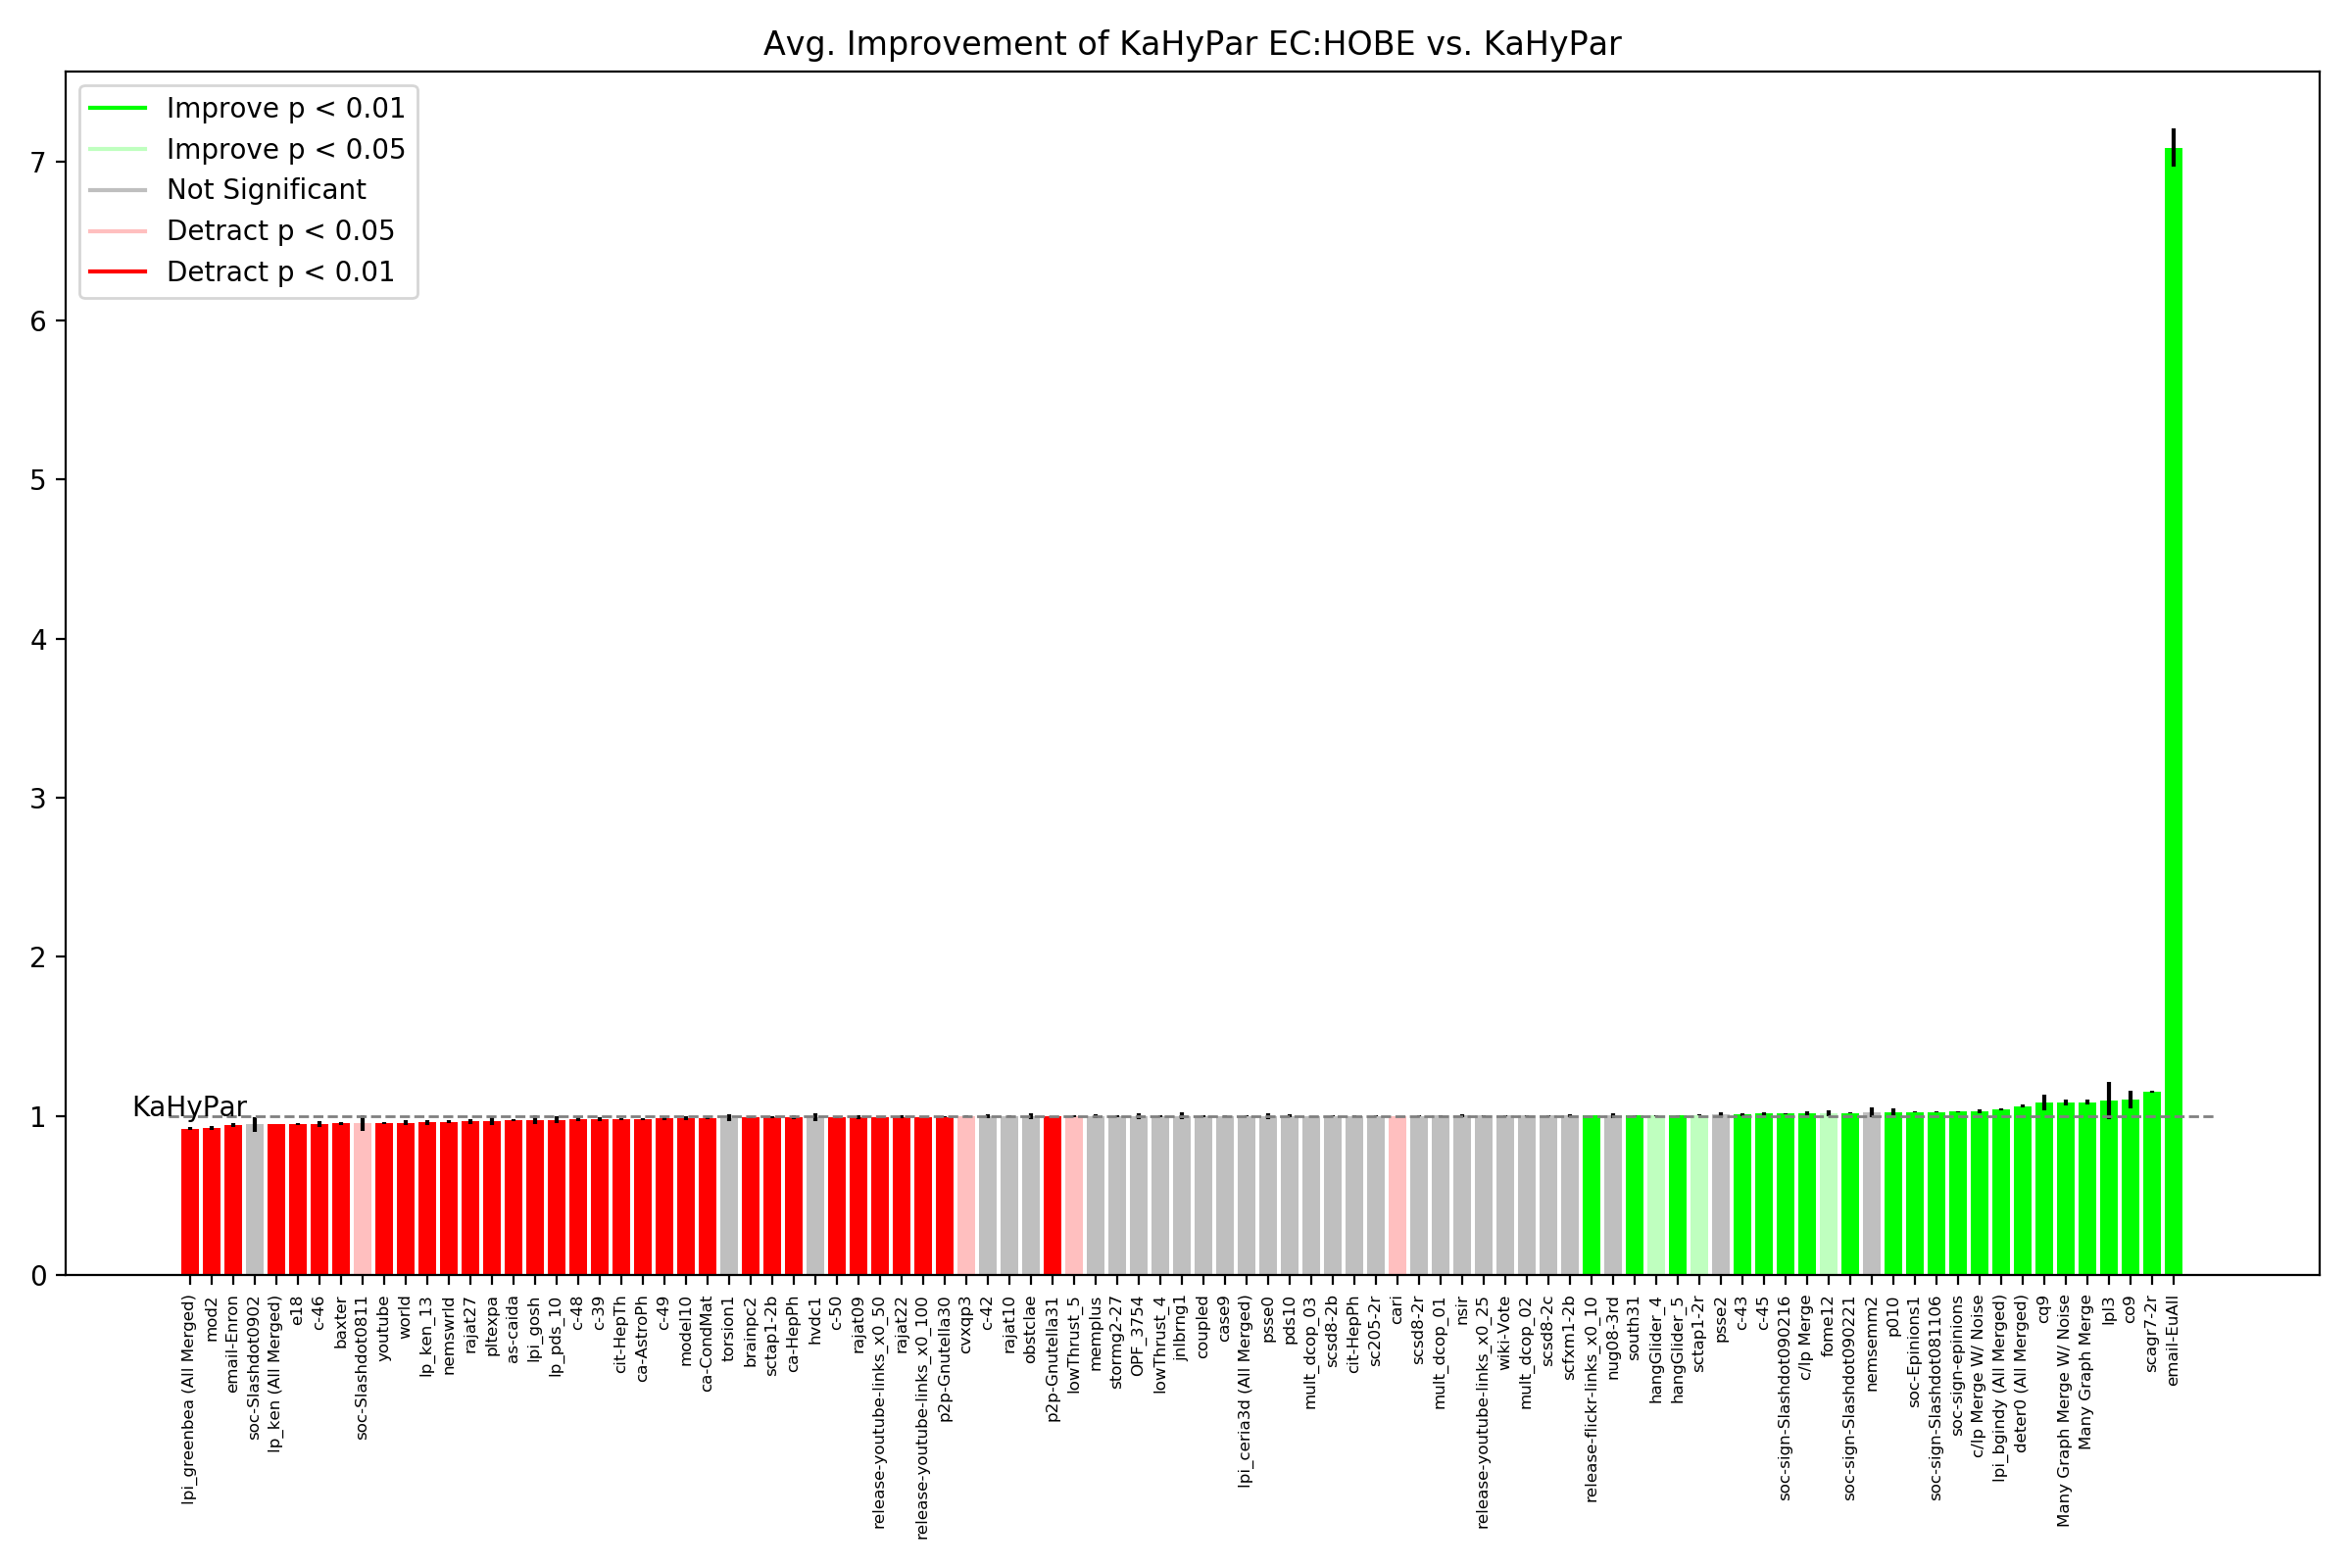 Avg. Improvement of KaHyPar EC:HOBE vs. KaHyPar
Improve p < 0.01
Improve p < 0.05
Not Significant
Detract p < 0.05
Detract p < 0.01
7
6
5
4
3
2
1
0
KaHyPar
lpi_greenbea (All Merged)
mod2
email-Enron
soc-Slashdot0902
lp_ken (All Merged)
e18
c-46
baxter
soc-Slashdot0811
youtube
world
lp_ken_13
nemswrld
rajat27
pltexpa
as-caida
lpi_gosh
lp_pds_10
c-48
c-39
cit-HepTh
ca-AstroPh
c-49
model10
ca-CondMat
torsion1
brainpc2
sctap1-2b
ca-HepPh
hvdc1
c-50
rajat09
release-youtube-links_x0_50
rajat22
release-youtube-links_x0_100
p2p-Gnutella30
cvxqp3
c-42
rajat10
obstclae
p2p-Gnutella31
lowThrust_5
memplus
stormg2-27
OPF_3754
lowThrust_4
jnlbrng1
coupled
case9
lpi_ceria3d (All Merged)
psse0
pds10
mult_dcop_03
scsd8-2b
cit-HepPh
sc205-2r
cari
scsd8-2r
mult_dcop_01
nsir
release-youtube-links_x0_25
wiki-Vote
mult_dcop_02
scsd8-2c
scfxm1-2b
release-flickr-links_x0_10
nug08-3rd
south31
hangGlider_4
hangGlider_5
sctap1-2r
psse2
c-43
c-45
soc-sign-Slashdot090216
c/lp Merge
fome12
soc-sign-Slashdot090221
nemsemm2
p010
soc-Epinions1
soc-sign-Slashdot081106
soc-sign-epinions
c/lp Merge W/ Noise
lpi_bgindy (All Merged)
deter0 (All Merged)
cq9
Many Graph Merge W/ Noise
Many Graph Merge
lpl3
co9
scagr7-2r
email-EuAll